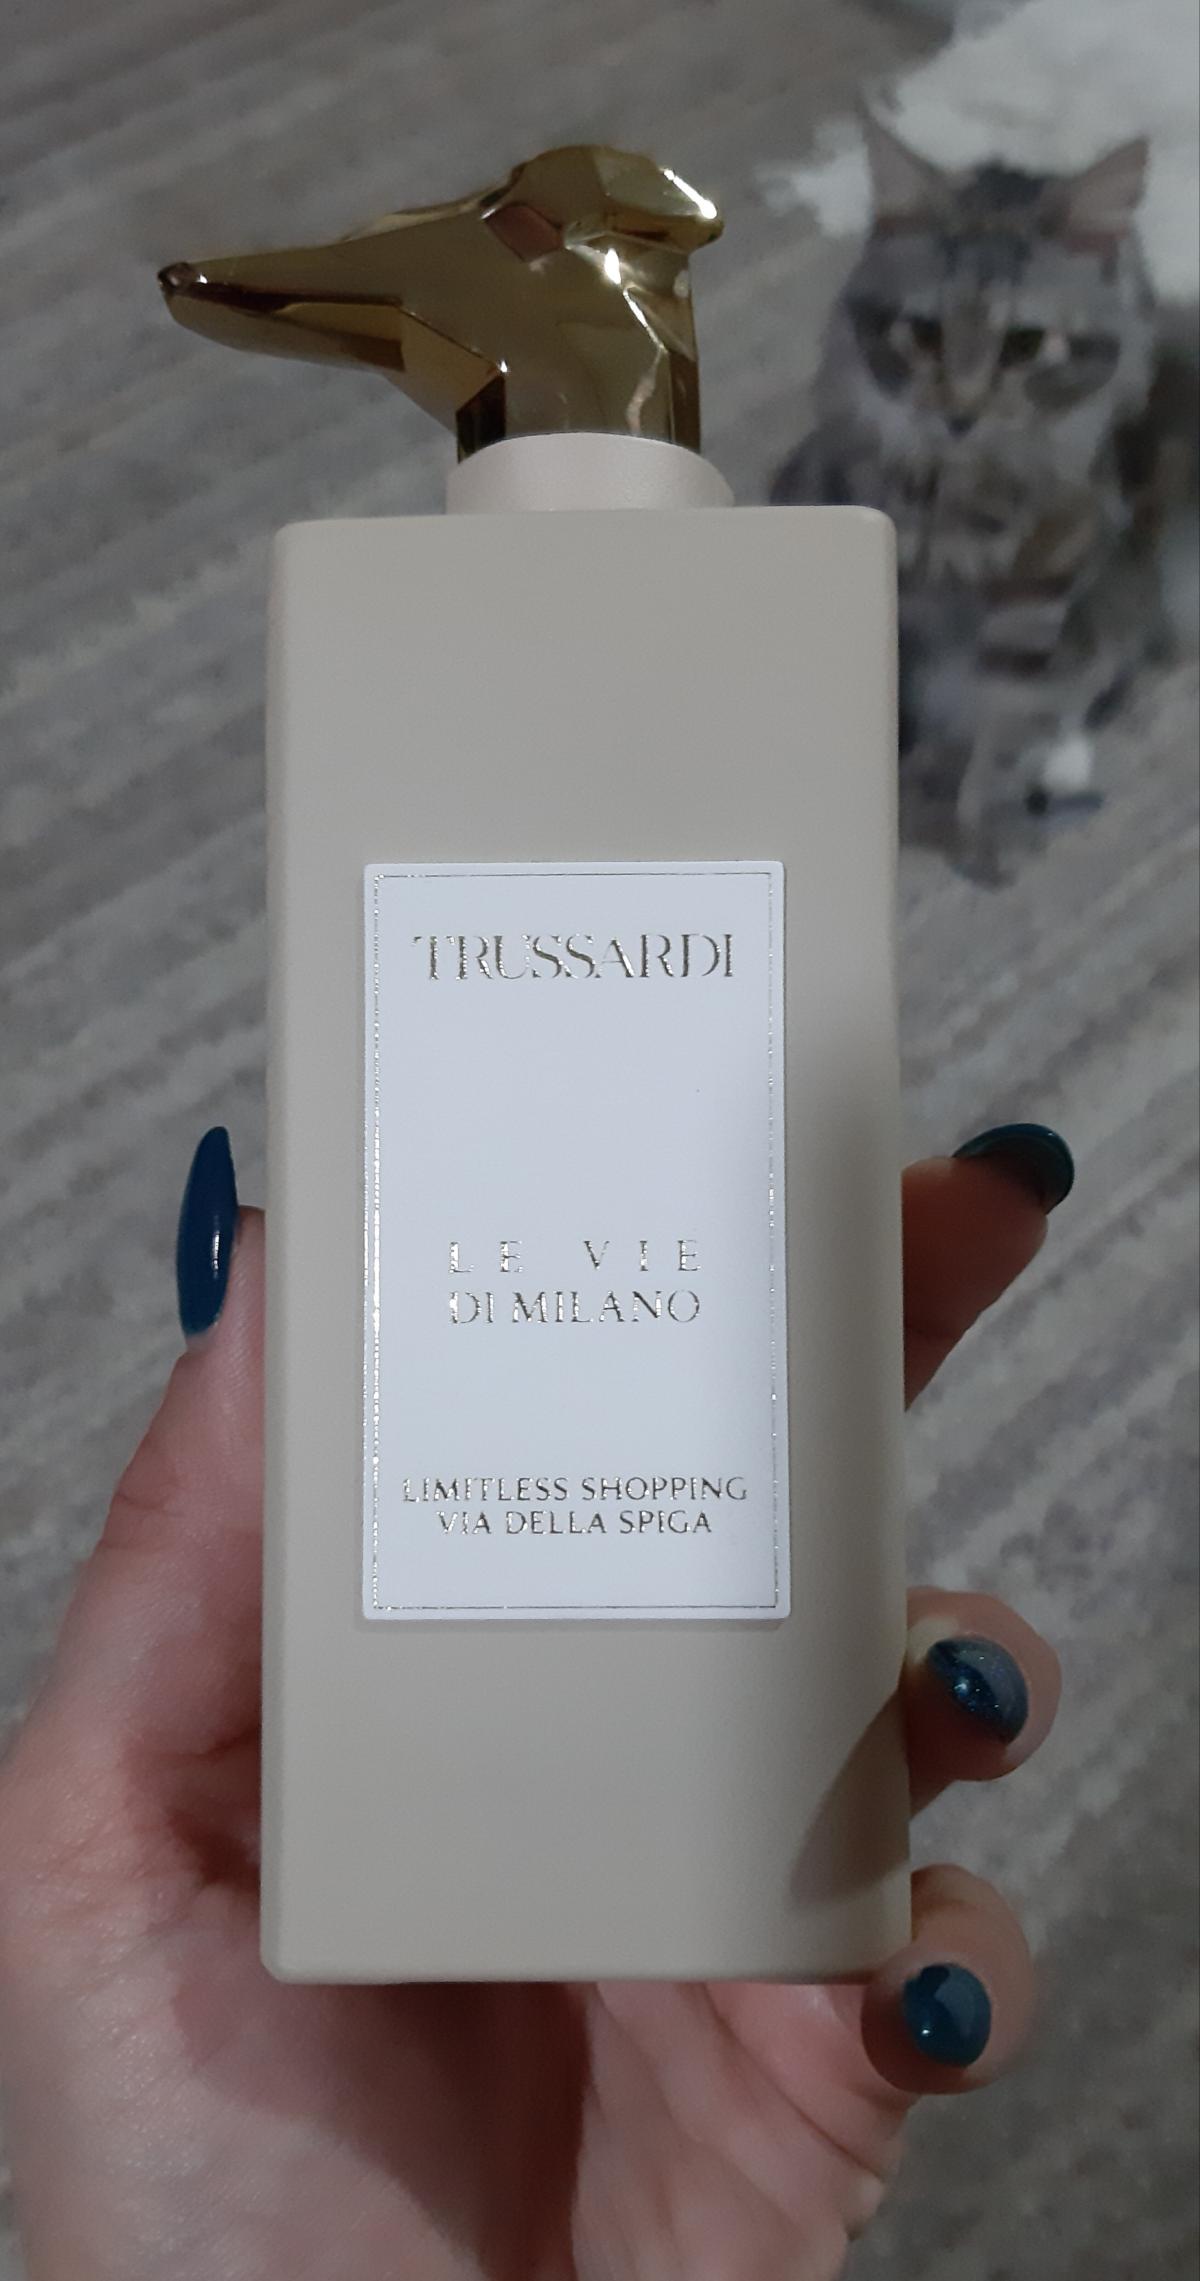 TRUSSARDI
LE VIE
DI MILANO
LIMITLESS SHOPPING
VIA DELLA SPIGA